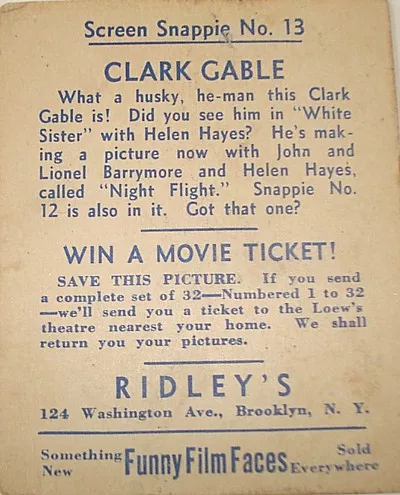 Screen Snappie No. 13
CLARK GABLE
What a husky, he-man this Clark
Gable is! Did you see him in "White
Sister" with Helen Hayes? He's mak-
ing a picture now with John and
Lionel Barrymore and Helen Hayes,
called "Night Flight." Snappie No.
12 is also in it. Got that one?
WIN A MOVIE TICKET!
SAVE THIS PICTURE. If you send
a complete set of 32—Numbered 1 to 32
—we'll send you a ticket to the Loew's
theatre nearest your home. We shall
return you your pictures.
RIDLEY'S
124 Washington Ave., Brooklyn, N. Y.
Something New Funny Film Faces Sold Everywhere